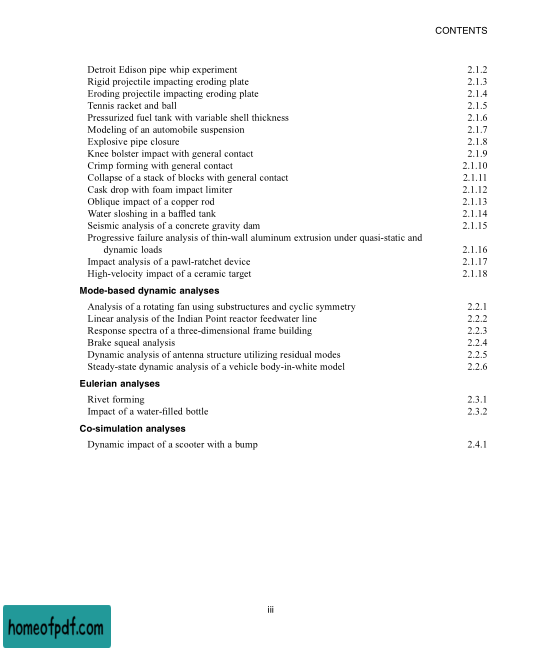 CONTENTS
Detroit Edison pipe whip experiment 2.1.2
Rigid projectile impacting eroding plate 2.1.3
Eroding projectile impacting eroding plate 2.1.4
Tennis racket and ball 2.1.5
Pressurized fuel tank with variable shell thickness 2.1.6
Modeling of an automobile suspension 2.1.7
Explosive pipe closure 2.1.8
Knee bolster impact with general contact 2.1.9
Crimp forming with general contact 2.1.10
Collapse of a stack of blocks with general contact 2.1.11
Cask drop with foam impact limiter 2.1.12
Oblique impact of a copper rod 2.1.13
Water sloshing in a baffled tank 2.1.14
Seismic analysis of a concrete gravity dam 2.1.15
Progressive failure analysis of thin-wall aluminum extrusion under quasi-static and
dynamic loads 2.1.16
Impact analysis of a pawl-ratchet device 2.1.17
High-velocity impact of a ceramic target 2.1.18
Mode-based dynamic analyses
Analysis of a rotating fan using substructures and cyclic symmetry 2.2.1
Linear analysis of the Indian Point reactor feedwater line 2.2.2
Response spectra of a three-dimensional frame building 2.2.3
Brake squeal analysis 2.2.4
Dynamic analysis of antenna structure utilizing residual modes 2.2.5
Steady-state dynamic analysis of a vehicle body-in-white model 2.2.6
Eulerian analyses
Rivet forming 2.3.1
Impact of a water-filled bottle 2.3.2
Co-simulation analyses
Dynamic impact of a scooter with a bump 2.4.1
iii
homeofpdf.com